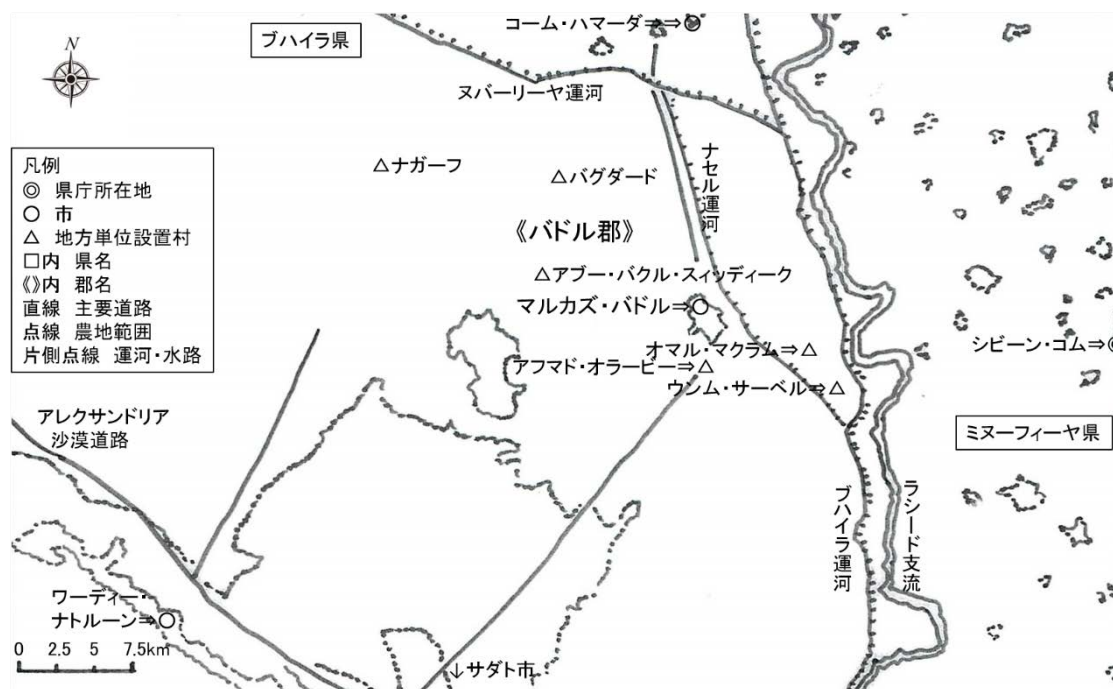 コーム・ハマーダ⇒⇒◎
ブハイラ県
N
ヌバーリーヤ運河
凡例
◎ 県庁所在地
○ 市
△ 地方単位設置村
□内 県名
《》内 郡名
直線 主要道路
点線 農地範囲
片側点線 運河・水路
△ナガーフ
△バグダード
ナセル運河
《バドル郡》
△アブー・バクル・スィッディーク
マルカズ・バドル⇒○
オマル・マクラム⇒△
アフマド・オラービー⇒△
ウンム・サーベル⇒△
シビーン・コム⇒◎
アレクサンドリア
沙漠道路
ミヌーフィーヤ県
ブハイラ運河
ラシード支流
ワーディー・
ナトルーン⇒○
0 2.5 5 7.5km
↓サダト市